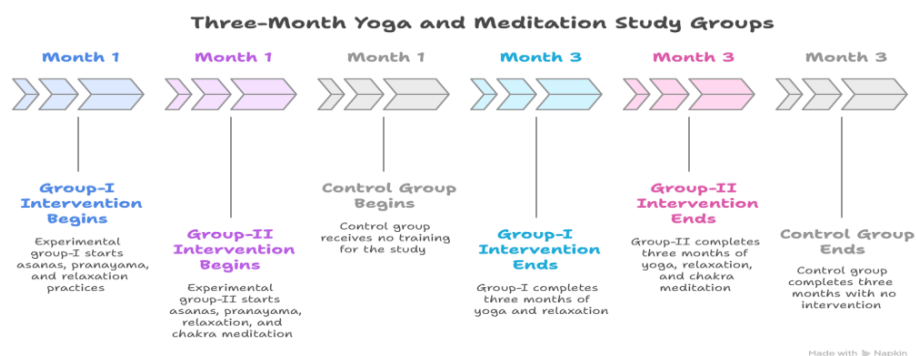 Three-Month Yoga and Meditation Study Groups
Month 1
Month 1
Month 1
Month 3
Month 3
Month 3
Group-I
Intervention
Begins
Experimental
group-I starts
asanas, pranayama,
and relaxation
practices
Group-II
Intervention
Begins
Experimental
group-II starts
asanas, pranayama,
relaxation, and
chakra meditation
Control Group
Begins
Control group
receives no training
for the study
Group-I
Intervention
Ends
Group-I completes
three months of
yoga and relaxation
Group-II
Intervention
Ends
Group-II completes
three months of
yoga, relaxation,
and chakra
meditation
Control Group
Ends
Control group
completes three
months with no
intervention
Made with Napkin